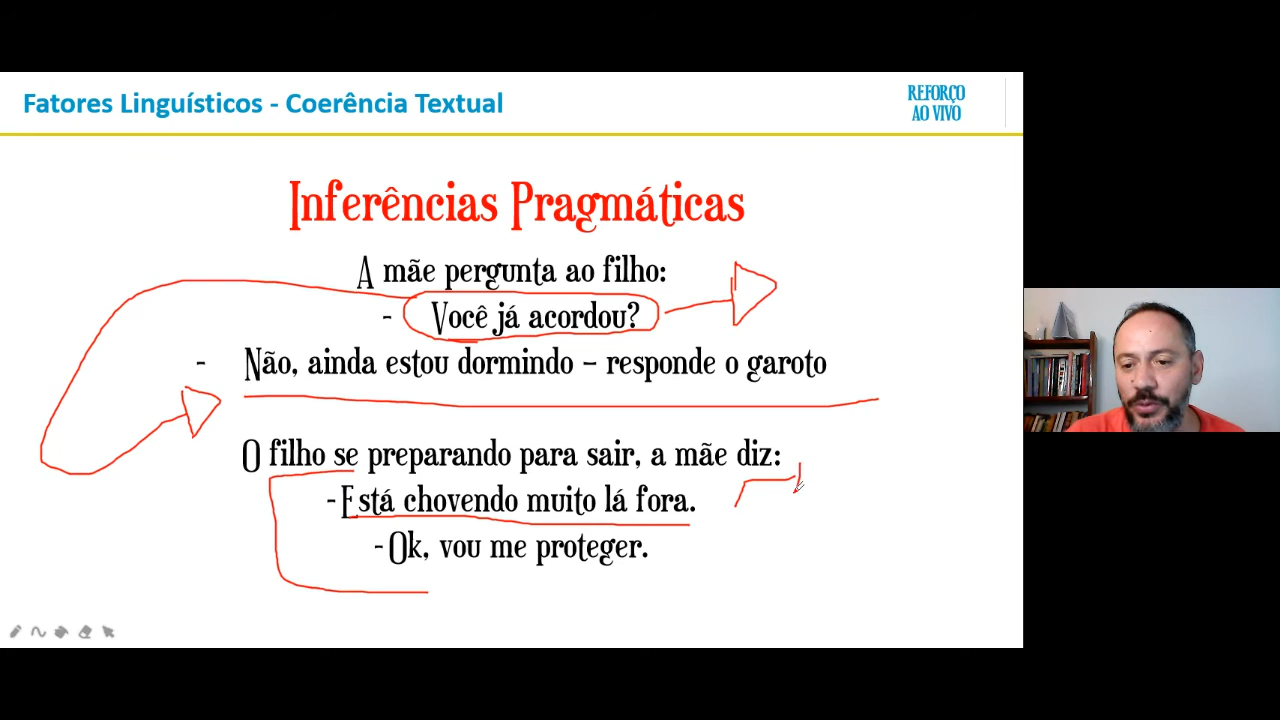 Fatores Linguísticos - Coerência Textual
REFORÇO
AO VIVO
Inferências Pragmáticas
A mãe pergunta ao filho:
- Você já acordou?
- Não, ainda estou dormindo – responde o garoto
O filho se preparando para sair, a mãe diz:
-Está chovendo muito lá fora.
-Ok, vou me proteger.